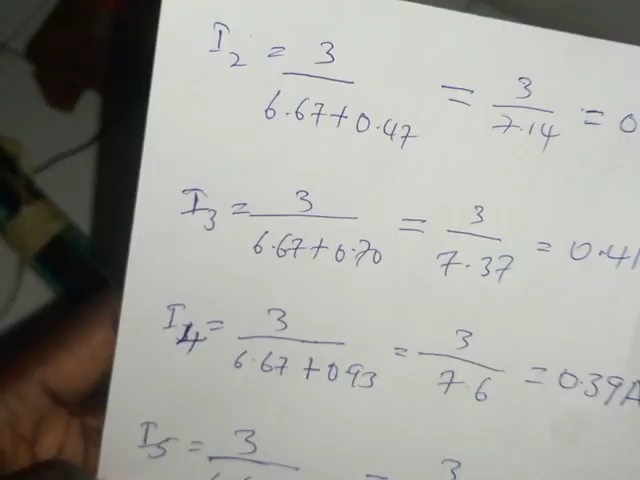 I₂ = 3/(6.67+0.47) = 3/7.14 = 0
I₃ = 3/(6.67+0.70) = 3/7.37 = 0.41
I₄ = 3/(6.67+0.93) = 3/7.6 = 0.39A
I₅ = 3/ = 3